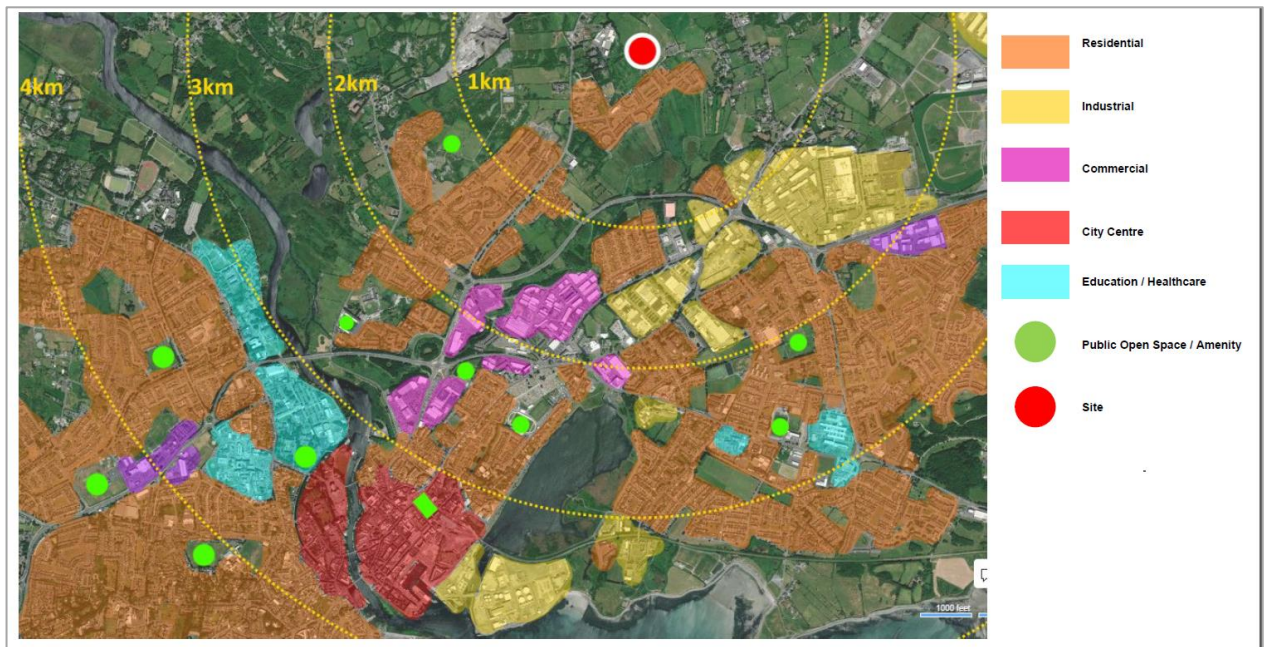 4km
3km
2km
1km
Residential
Industrial
Commercial
City Centre
Education / Healthcare
Public Open Space / Amenity
Site
1000 feet